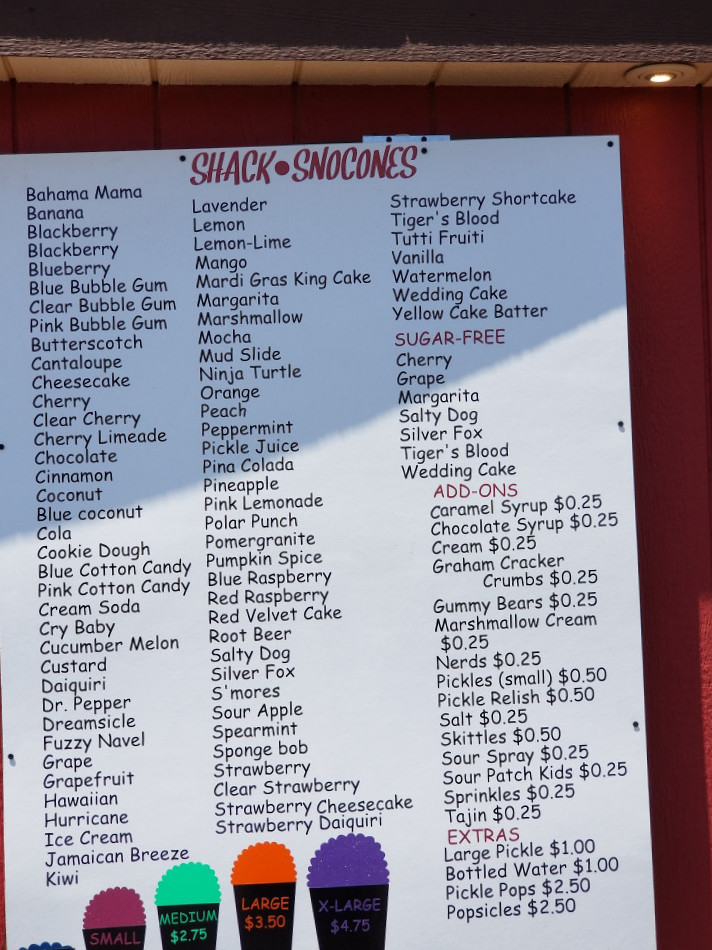 SHACK•SNOCONES
Bahama Mama
Banana
Blackberry
Blackberry
Blueberry
Blue Bubble Gum
Clear Bubble Gum
Pink Bubble Gum
Butterscotch
Cantaloupe
Cheesecake
Cherry
Clear Cherry
Cherry Limeade
Chocolate
Cinnamon
Coconut
Blue coconut
Cola
Cookie Dough
Blue Cotton Candy
Pink Cotton Candy
Cream Soda
Cry Baby
Cucumber Melon
Custard
Daiquiri
Dr. Pepper
Dreamsicle
Fuzzy Navel
Grape
Grapefruit
Hawaiian
Hurricane
Ice Cream
Jamaican Breeze
Kiwi
Lavender
Lemon
Lemon-Lime
Mango
Mardi Gras King Cake
Margarita
Marshmallow
Mocha
Mud Slide
Ninja Turtle
Orange
Peach
Peppermint
Pickle Juice
Pina Colada
Pineapple
Pink Lemonade
Polar Punch
Pomergranite
Pumpkin Spice
Blue Raspberry
Red Raspberry
Red Velvet Cake
Root Beer
Salty Dog
Silver Fox
S'mores
Sour Apple
Spearmint
Sponge bob
Strawberry
Clear Strawberry
Strawberry Cheesecake
Strawberry Daiquiri
Strawberry Shortcake
Tiger's Blood
Tutti Fruiti
Vanilla
Watermelon
Wedding Cake
Yellow Cake Batter
SUGAR-FREE
Cherry
Grape
Margarita
Salty Dog
Silver Fox
Tiger's Blood
Wedding Cake
ADD-ONS
Caramel Syrup $0.25
Chocolate Syrup $0.25
Cream $0.25
Graham Cracker
Crumbs $0.25
Gummy Bears $0.25
Marshmallow Cream
$0.25
Nerds $0.25
Pickles (small) $0.50
Pickle Relish $0.50
Salt $0.25
Skittles $0.50
Sour Spray $0.25
Sour Patch Kids $0.25
Sprinkles $0.25
Tajin $0.25
EXTRAS
Large Pickle $1.00
Bottled Water $1.00
Pickle Pops $2.50
Popsicles $2.50
SMALL
MEDIUM
$2.75
LARGE
$3.50
X-LARGE
$4.75